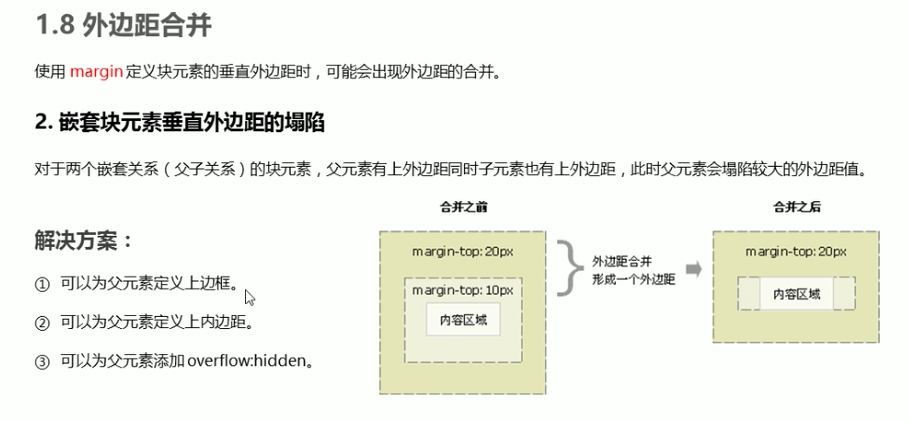 1.8 外边距合并
使用 margin 定义块元素的垂直外边距时，可能会出现外边距的合并。
2. 嵌套块元素垂直外边距的塌陷
对于两个嵌套关系（父子关系）的块元素，父元素有上外边距同时子元素也有上外边距，此时父元素会塌陷较大的外边距值。
解决方案：
① 可以为父元素定义上边框。
② 可以为父元素定义上内边距。
③ 可以为父元素添加 overflow:hidden。
合并之前
margin-top: 20px
margin-top: 10px
内容区域
外边距合并
形成一个外边距
合并之后
margin-top: 20px
内容区域